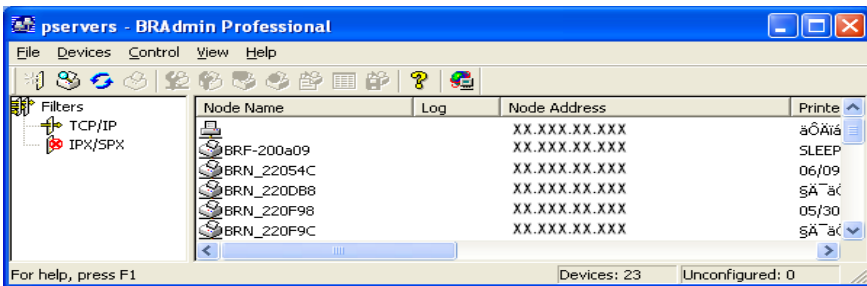 pservers - BRAdmin Professional
File Devices Control View Help
Filters
TCP/IP
IPX/SPX
Node Name Log Node Address Printe
XX.XXX.XX.XXX äÔÄïá
BRF-200a09 XX.XXX.XX.XXX SLEEP
BRN_22054C XX.XXX.XX.XXX 06/09
BRN_220DB8 XX.XXX.XX.XXX
BRN_220F98 XX.XXX.XX.XXX 05/30
BRN_220F9C XX.XXX.XX.XXX
For help, press F1 Devices: 23 Unconfigured: 0